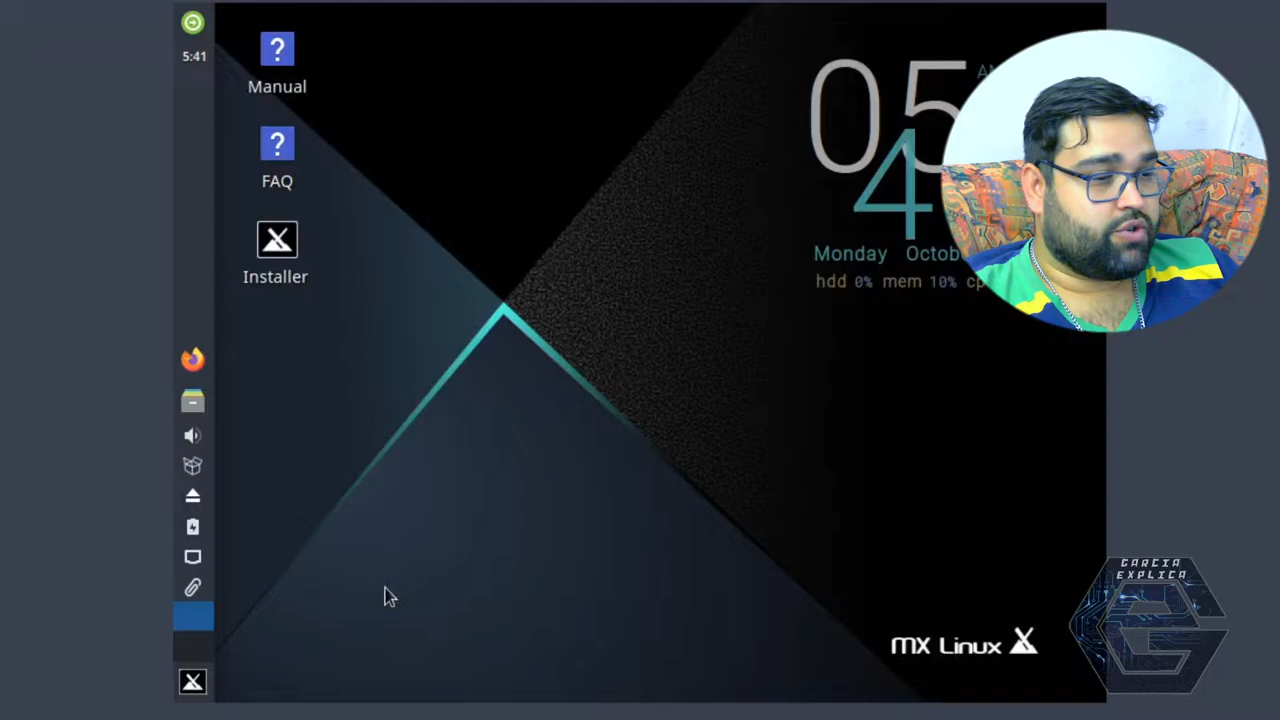 5:41
Manual
FAQ
Installer
05
4
Monday
hdd 0% mem 10%
MX Linux
GARCIA
EXPLICA